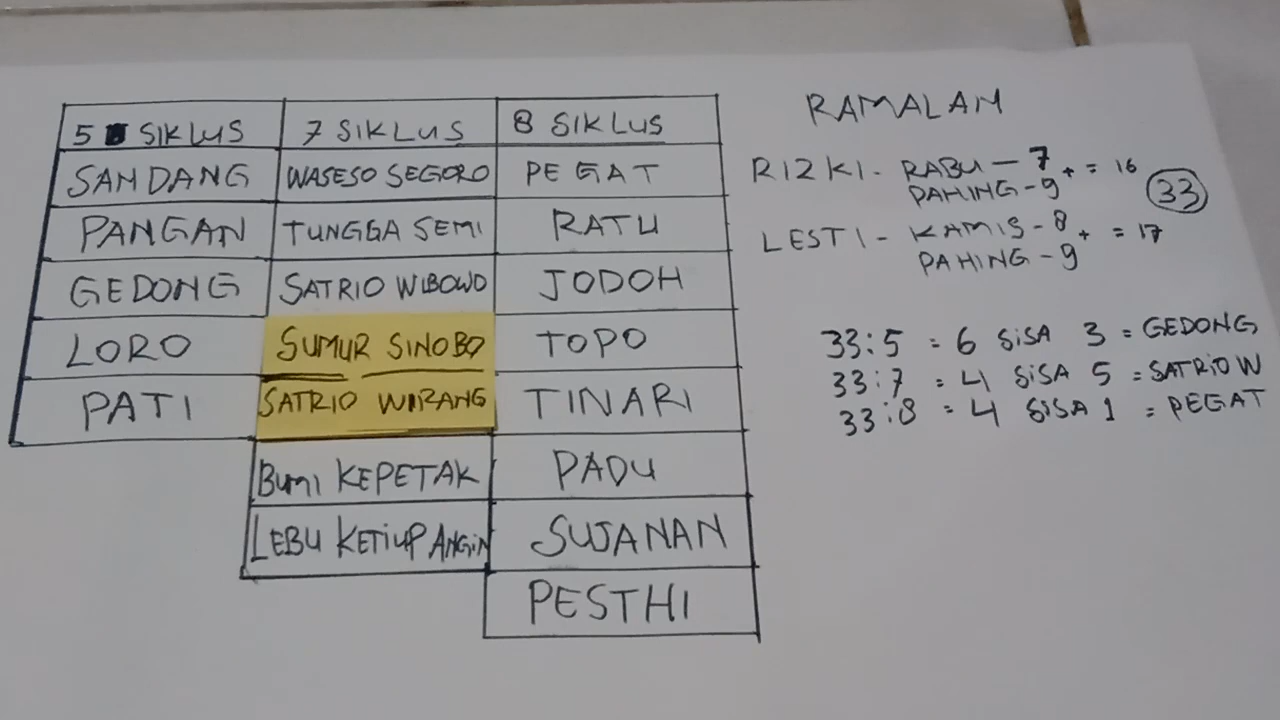 5 SIKLUS
7 SIKLUS
8 SIKLUS
SANDANG
WASESO SEGORO
PEGAT
PANGAN
TUNGGA SEMI
RATU
GEDONG
SATRIO WIBOWO
JODOH
LORO
SUMUR SINOBO
TOPO
PATI
SATRIO WIRANG
TINARI
BUMI KEPETAK
PADU
LEBU KETIUP ANGIN
SUJANAN
PESTHI
RAMALAN
RIZKI - RABU - 7
PAHING - 9 + = 16
33
LESTI - KAMIS - 8
PAHING - 9 + = 17
33:5 = 6 SISA 3 = GEDONG
33:7 = 4 SISA 5 = SATRIO W
33:8 = 4 SISA 1 = PEGAT